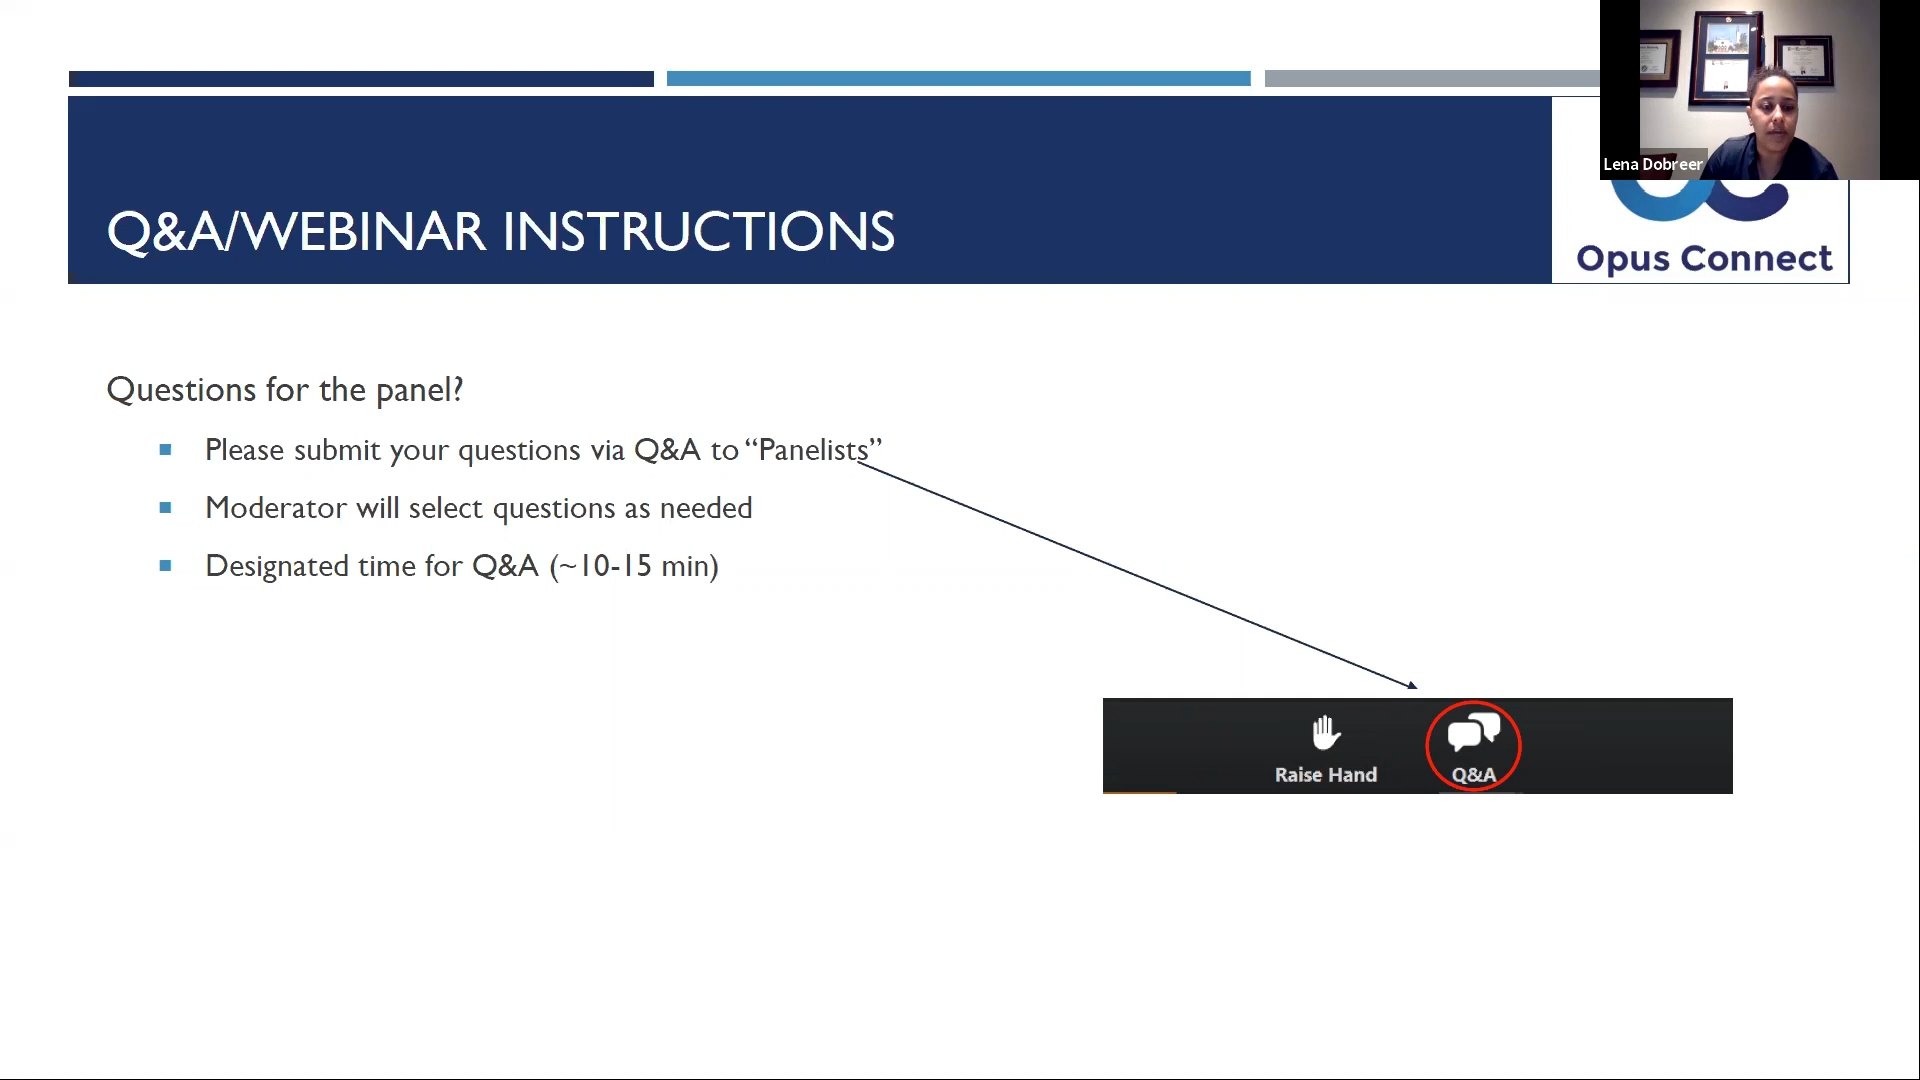 Lena Dobreer
Q&A/WEBINAR INSTRUCTIONS
Opus Connect
Questions for the panel?
Please submit your questions via Q&A to “Panelists”
Moderator will select questions as needed
Designated time for Q&A (~10-15 min)
Raise Hand
Q&A